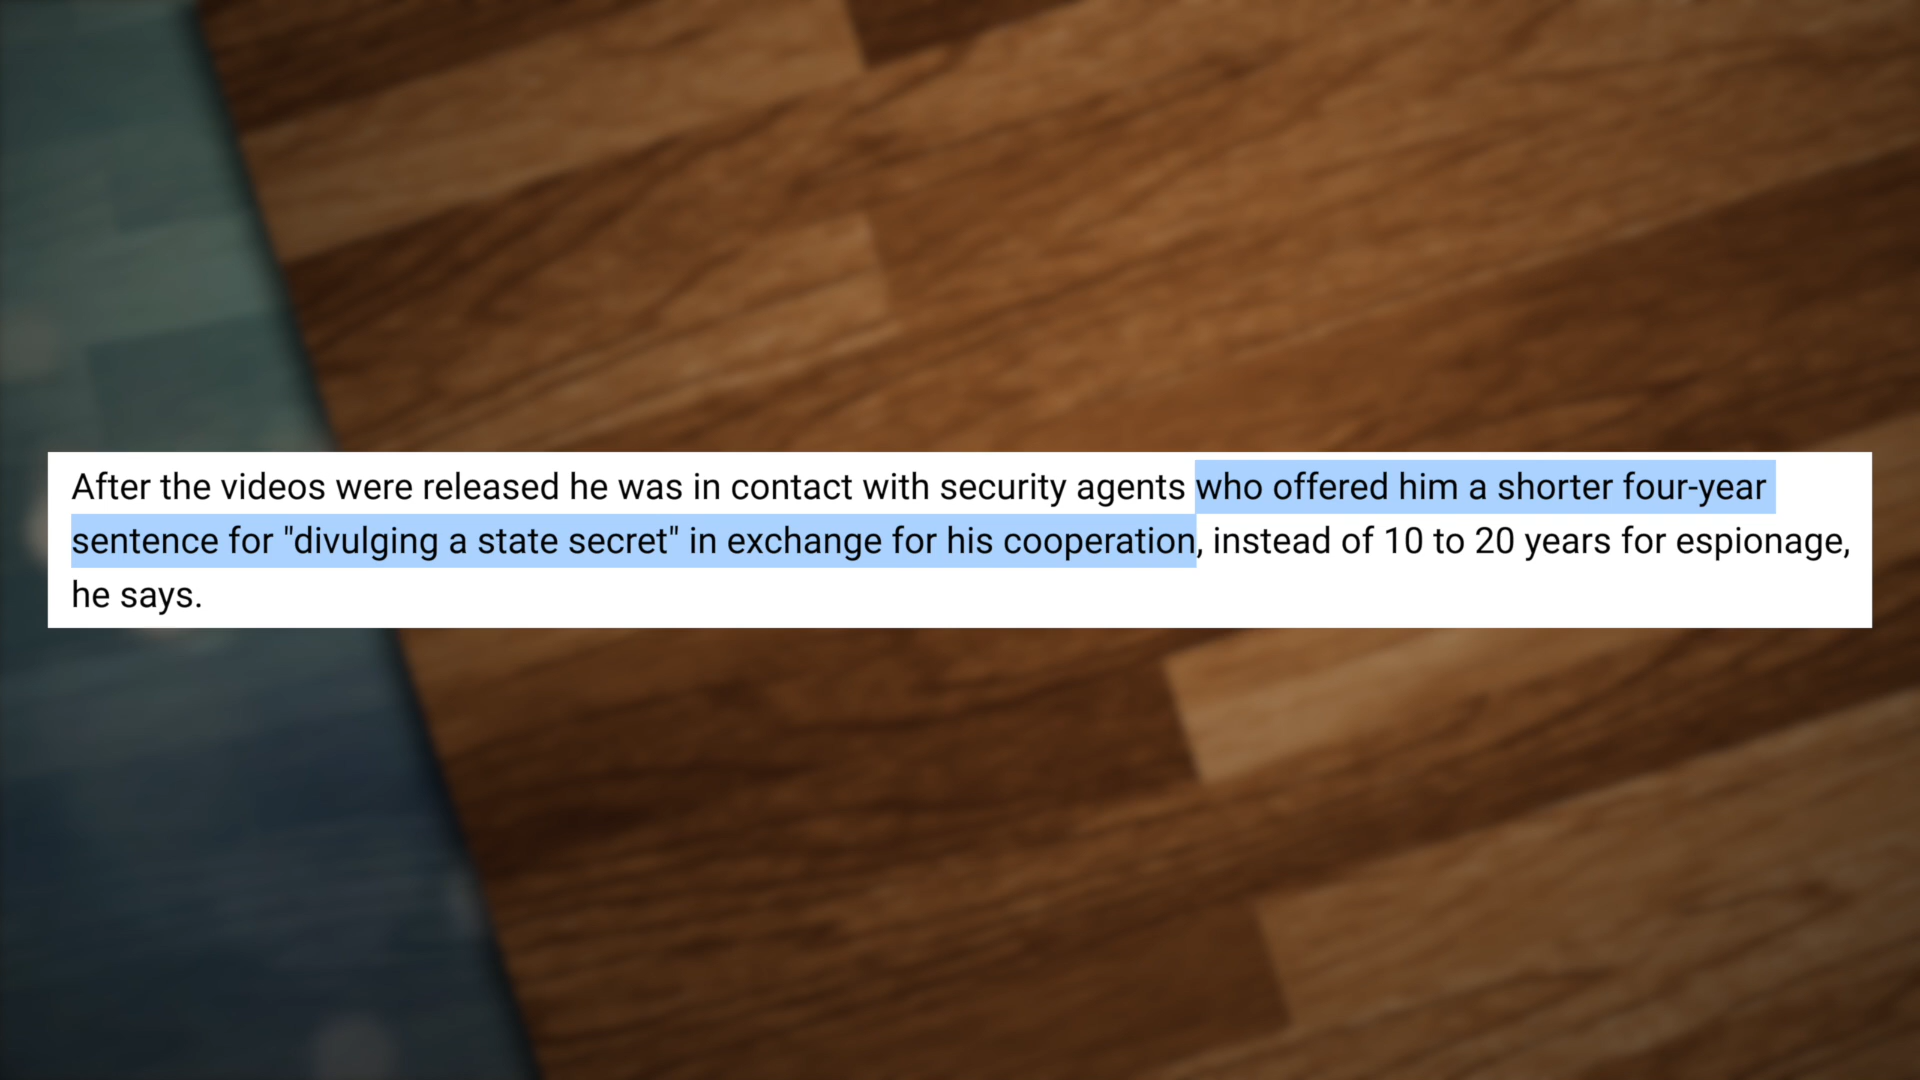 After the videos were released he was in contact with security agents who offered him a shorter four-year
sentence for "divulging a state secret" in exchange for his cooperation, instead of 10 to 20 years for espionage,
he says.